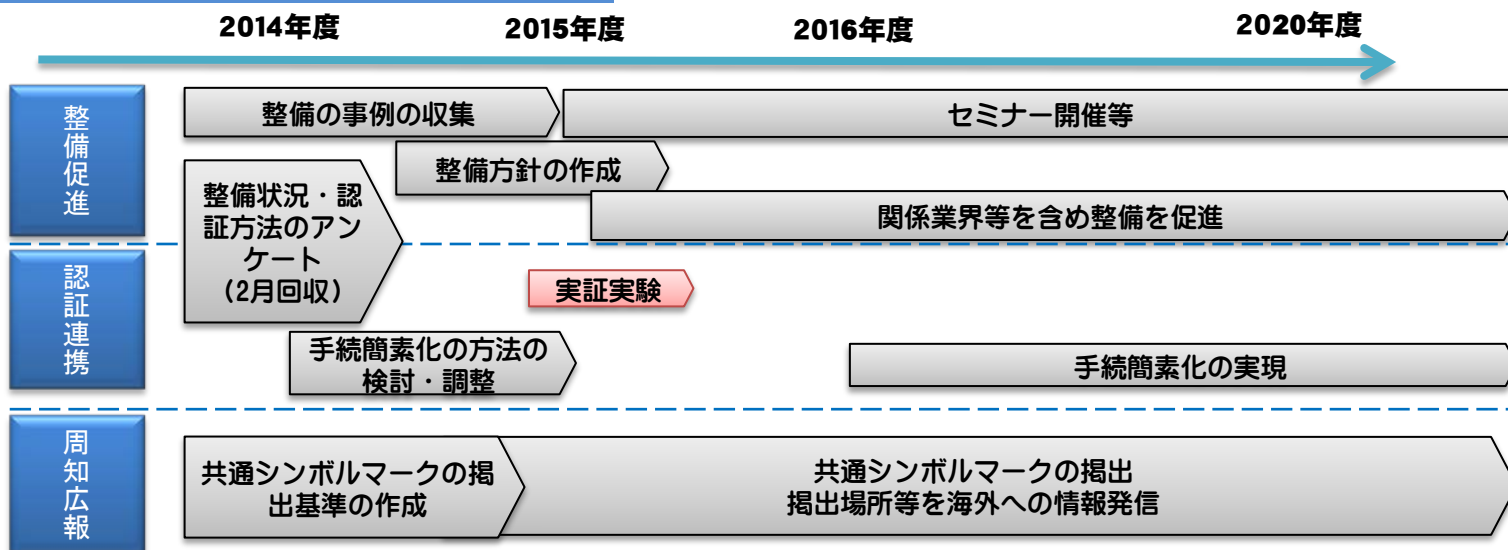 2014年度
2015年度
2016年度
2020年度
整備促進
整備の事例の収集
セミナー開催等
整備方針の作成
整備状況・認
証方法のアン
ケート
(2月回収)
関係業界等を含め整備を促進
認証連携
実証実験
手続簡素化の方法の
検討・調整
手続簡素化の実現
周知広報
共通シンボルマークの掲
出基準の作成
共通シンボルマークの掲出
掲出場所等を海外への情報発信